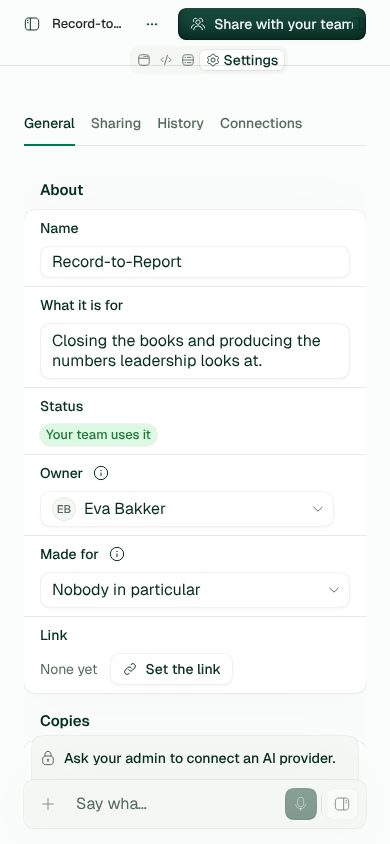 Record-to...
Share with your team
Settings
General Sharing History Connections
About
Name
Record-to-Report
What it is for
Closing the books and producing the
numbers leadership looks at.
Status
Your team uses it
Owner
EB Eva Bakker
Made for
Nobody in particular
Link
None yet Set the link
Copies
Ask your admin to connect an AI provider.
Say wha...